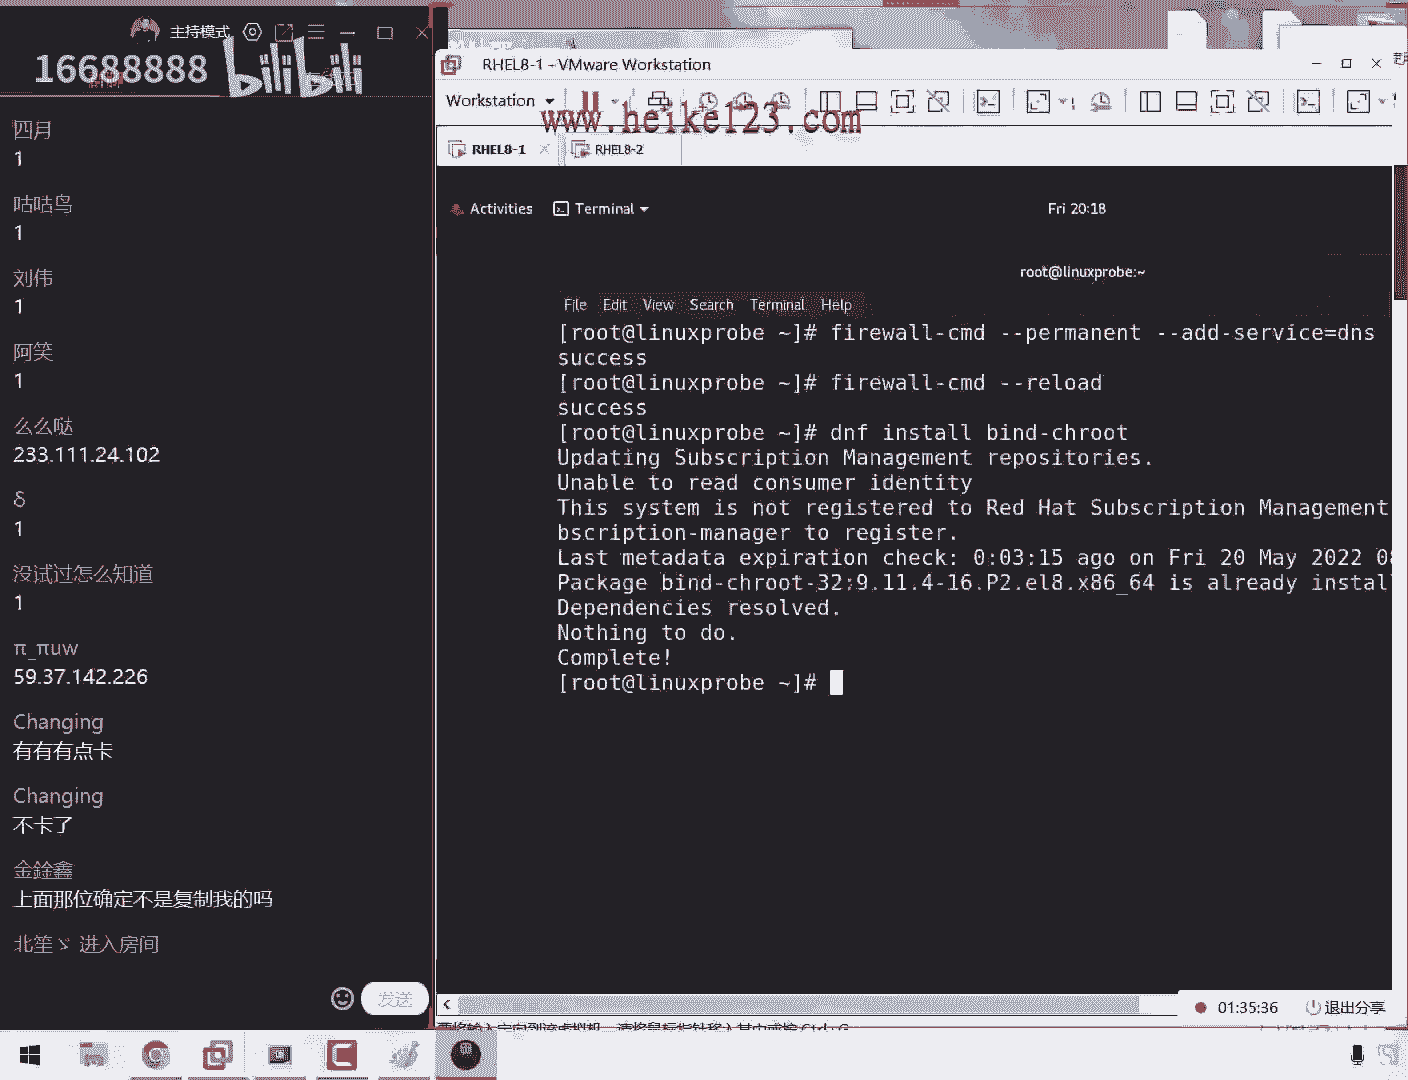 主持模式
16688888 bilibili
四月
1
咕咕鸟
1
刘伟
1
阿笑
1
么么哒
233.111.24.102
δ
1
没试过怎么知道
1
π_πuw
59.37.142.226
Changing
有有有点卡
Changing
不卡了
金銓鑫
上面那位确定不是复制我的吗
北笙ゞ 进入房间
发送
RHEL8-1 - VMware Workstation
Workstation
www.heike123.com
RHEL8-1
RHEL8-2
Activities
Terminal
Fri 20:18
root@linuxprobe:~
File Edit View Search Terminal Help
[root@linuxprobe ~]# firewall-cmd --permanent --add-service=dns
success
[root@linuxprobe ~]# firewall-cmd --reload
success
[root@linuxprobe ~]# dnf install bind-chroot
Updating Subscription Management repositories.
Unable to read consumer identity
This system is not registered to Red Hat Subscription Management
bscription-manager to register.
Last metadata expiration check: 0:03:15 ago on Fri 20 May 2022 08
Package bind-chroot-32:9.11.4-16.P2.el8.x86_64 is already instal
Dependencies resolved.
Nothing to do.
Complete!
[root@linuxprobe ~]#
01:35:36
退出分享